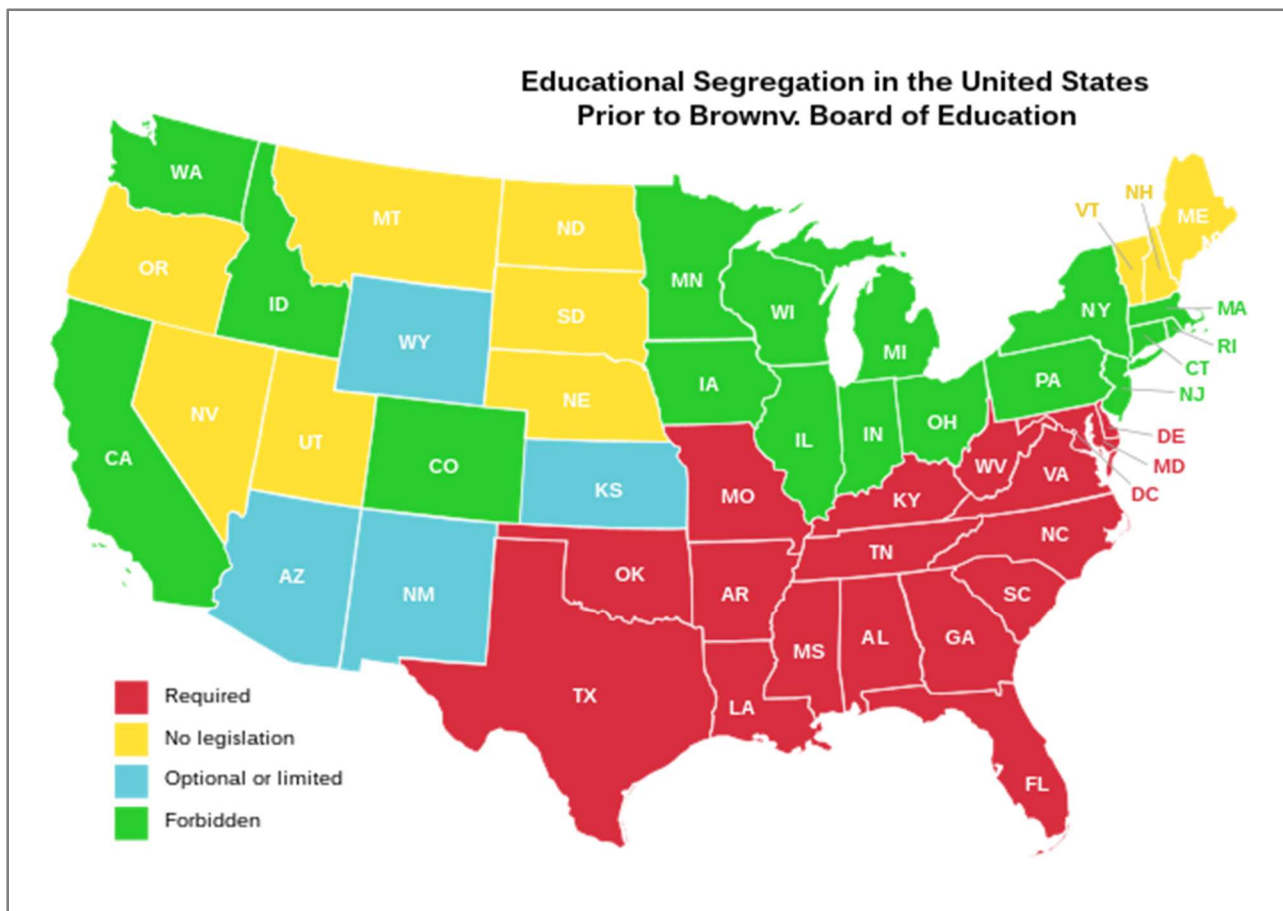 Educational Segregation in the United States
Prior to Brownv. Board of Education
WA
MT
ND
MN
OR
ID
SD
WI
WY
MI
NY
VT
NH
ME
MA
RI
CT
NJ
PA
IA
NE
NV
UT
CO
CA
IL
IN
OH
DE
MD
DC
WV
VA
KS
MO
KY
NC
TN
AZ
NM
OK
AR
SC
MS
AL
GA
TX
LA
FL
Required
No legislation
Optional or limited
Forbidden